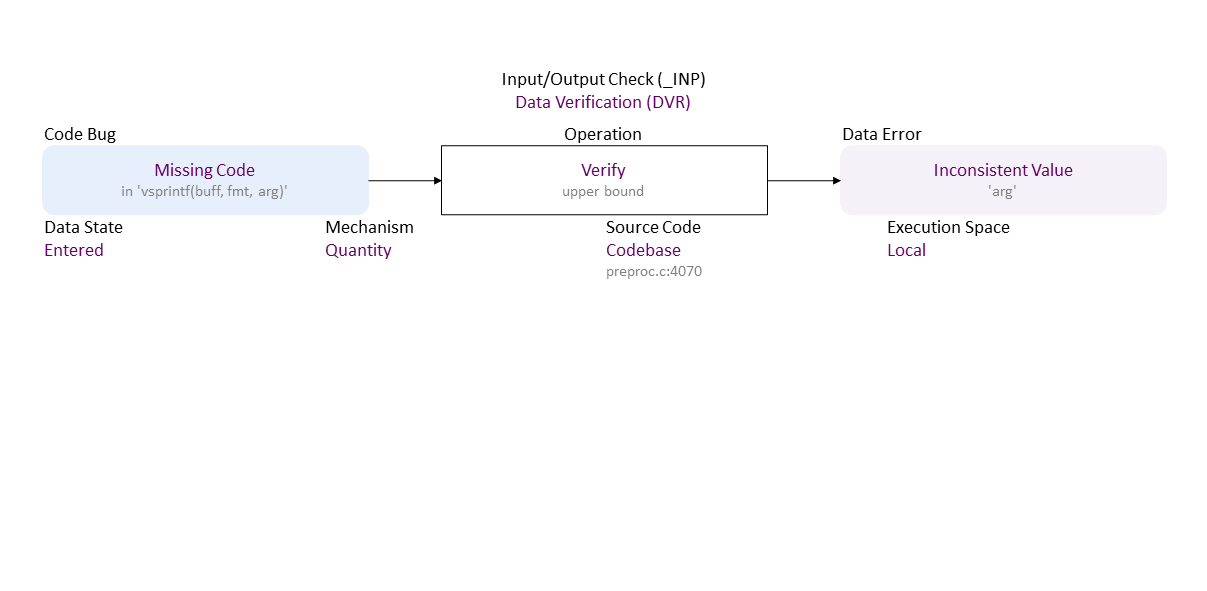 Input/Output Check (_INP)
Data Verification (DVR)
Code Bug
Operation
Data Error
Missing Code
in 'vsprintf(buff, fmt, arg)'
Verify
upper bound
Inconsistent Value
'arg'
Data State
Entered
Mechanism
Quantity
Source Code
Codebase
preproc.c:4070
Execution Space
Local